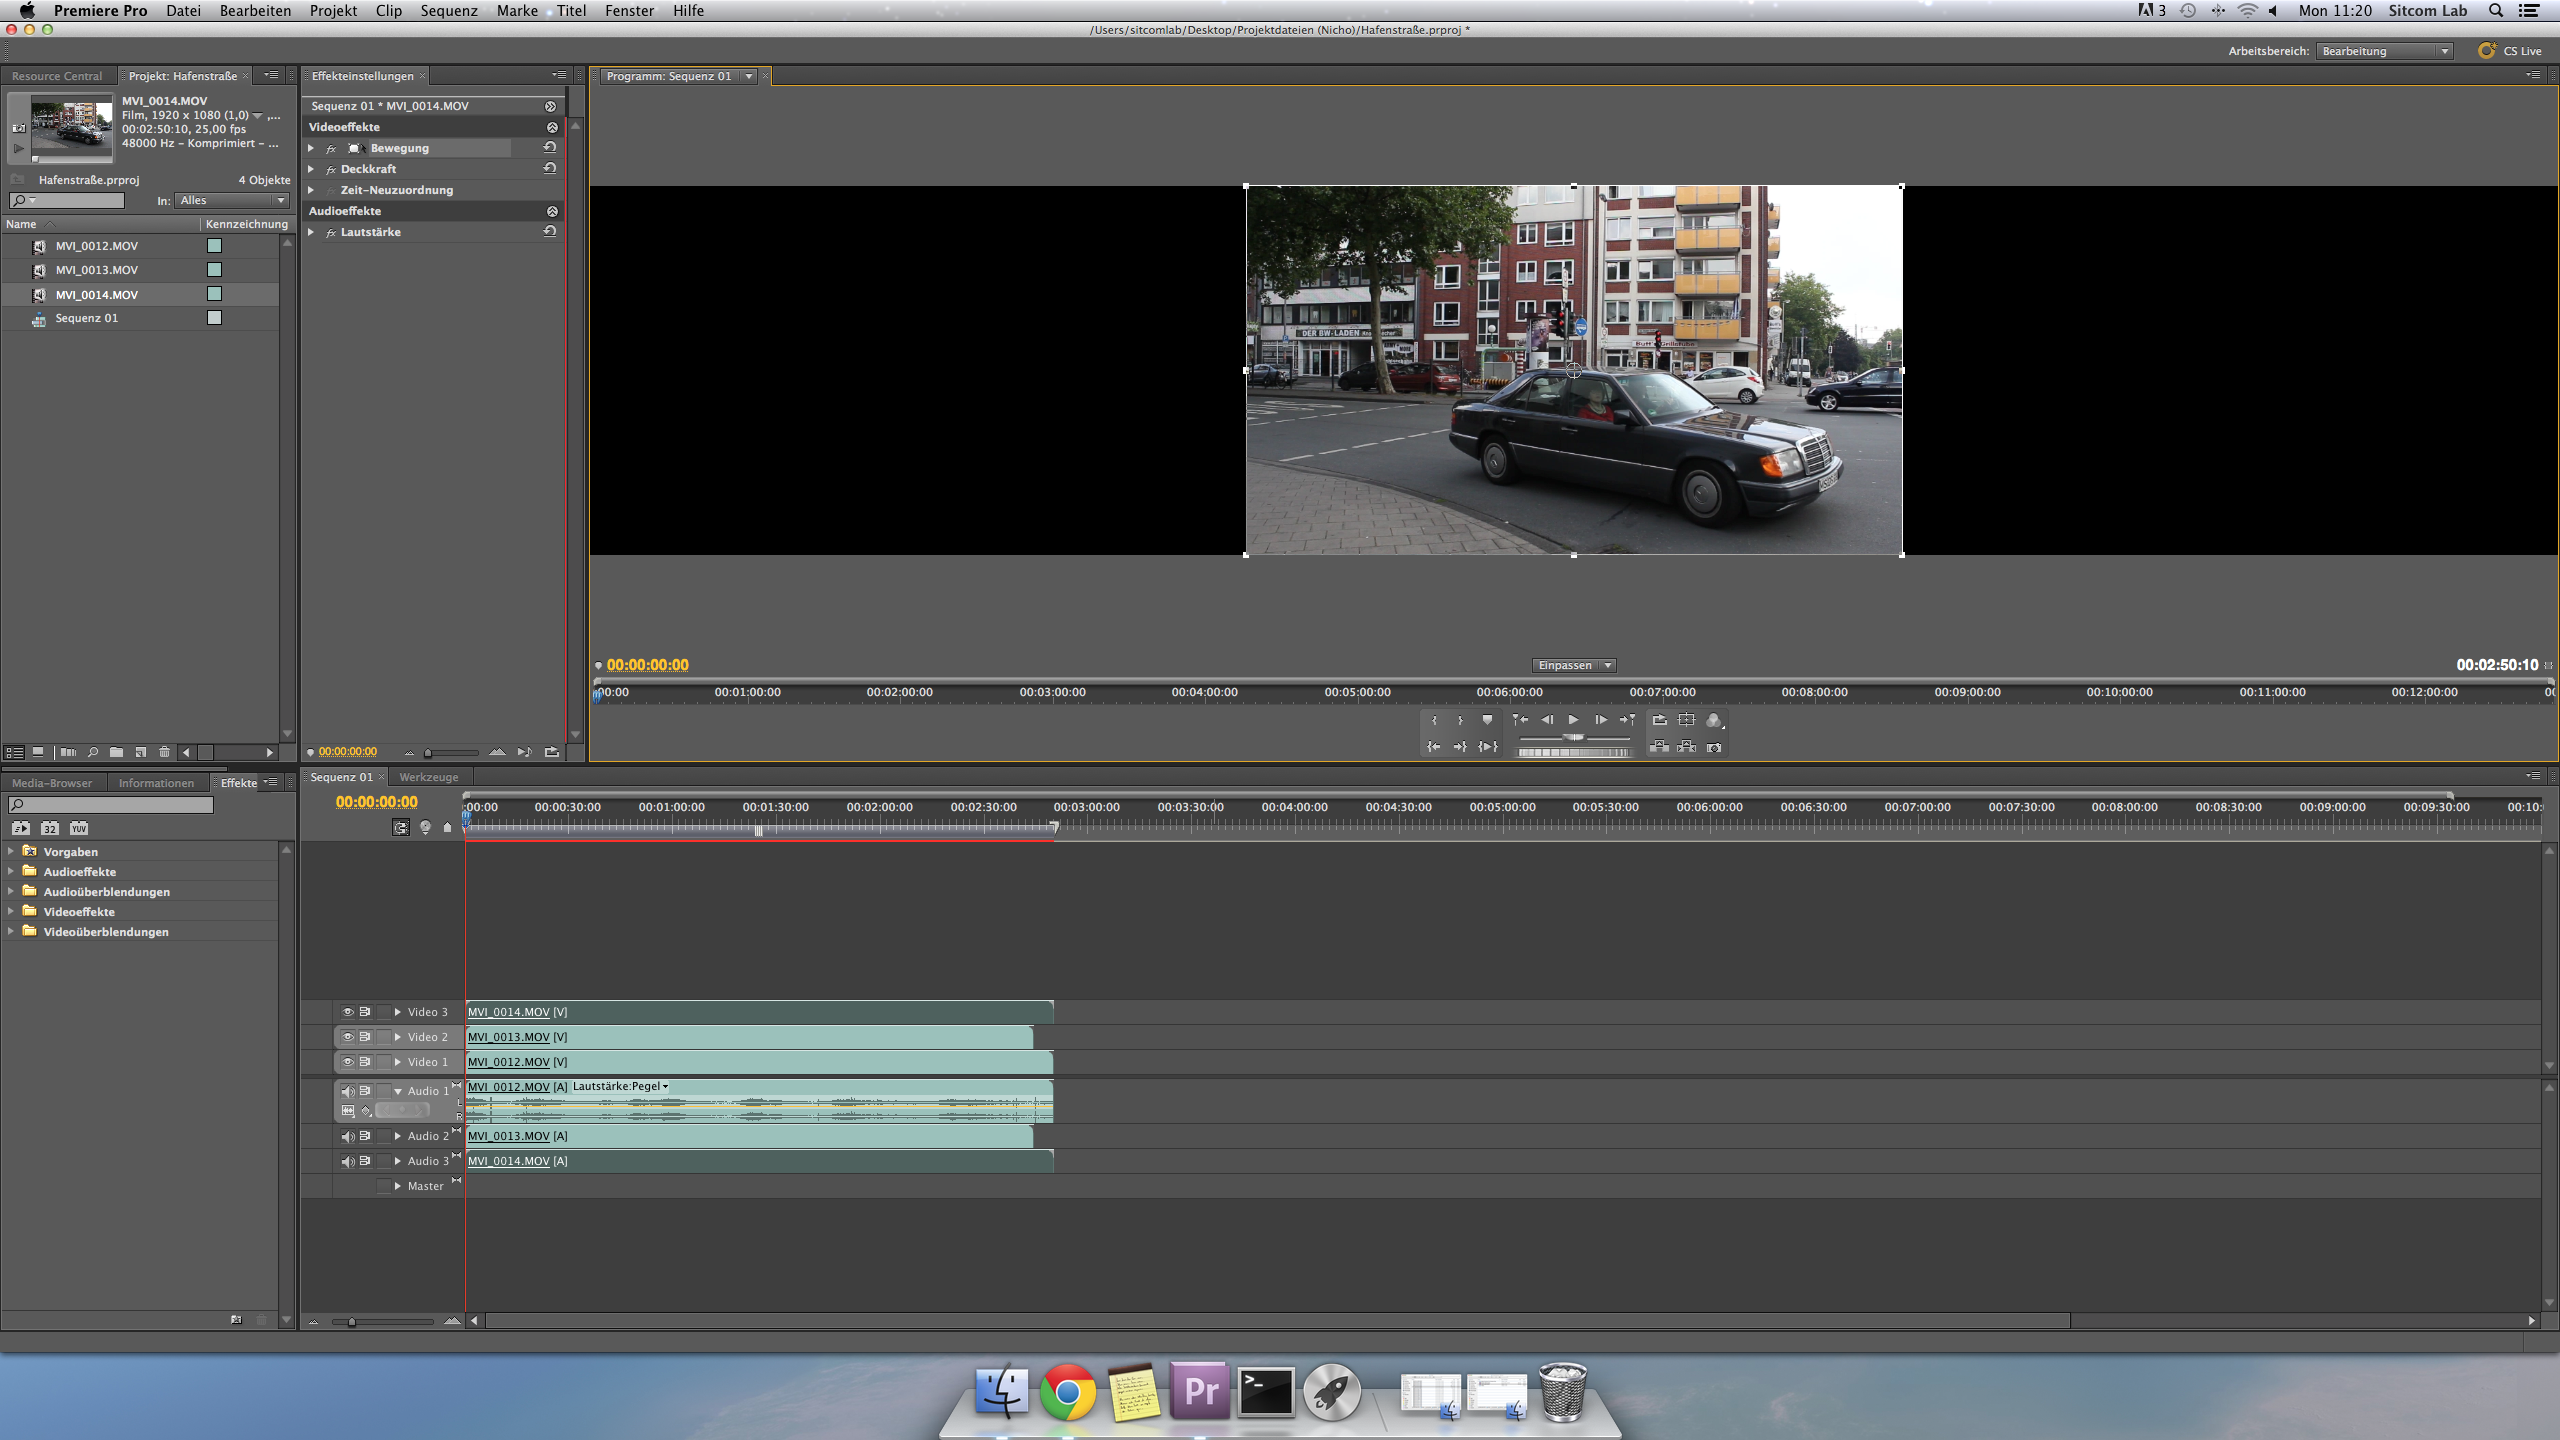 Premiere Pro Datei Bearbeiten Projekt Clip Sequenz Marke Titel Fenster Hilfe 3 Mon 11:20 Sitcom Lab
/Users/sitcomlab/Desktop/Projektdateien (Nicho)/Hafenstraße.prproj *
Arbeitsbereich: Bearbeitung CS Live
Resource Central Projekt: Hafenstraße
MVI_0014.MOV
Film, 1920 x 1080 (1,0) ,...
00:02:50:10, 25,00 fps
48000 Hz – Komprimiert – ...
Hafenstraße.prproj 4 Objekte
In: Alles
Name Kennzeichnung
MVI_0012.MOV
MVI_0013.MOV
MVI_0014.MOV
Sequenz 01
Effekteinstellungen
Sequenz 01 * MVI_0014.MOV
Videoeffekte
fx Bewegung
fx Deckkraft
Zeit-Neuzuordnung
Audioeffekte
fx Lautstärke
00:00:00:00
Programm: Sequenz 01
DER BW-LADEN
00:00:00:00 Einpassen 00:02:50:10
00:00 00:01:00:00 00:02:00:00 00:03:00:00 00:04:00:00 00:05:00:00 00:06:00:00 00:07:00:00 00:08:00:00 00:09:00:00 00:10:00:00 00:11:00:00 00:12:00:00 00
Media-Browser Informationen Effekte
32 YUV
Vorgaben
Audioeffekte
Audioüberblendungen
Videoeffekte
Videoüberblendungen
Sequenz 01 Werkzeuge
00:00:00:00
:00:00 00:00:30:00 00:01:00:00 00:01:30:00 00:02:00:00 00:02:30:00 00:03:00:00 00:03:30:00 00:04:00:00 00:04:30:00 00:05:00:00 00:05:30:00 00:06:00:00 00:06:30:00 00:07:00:00 00:07:30:00 00:08:00:00 00:08:30:00 00:09:00:00 00:09:30:00 00:10:
Video 3 MVI_0014.MOV [V]
Video 2 MVI_0013.MOV [V]
Video 1 MVI_0012.MOV [V]
Audio 1 MVI_0012.MOV [A] Lautstärke:Pegel
L
R
Audio 2 MVI_0013.MOV [A]
Audio 3 MVI_0014.MOV [A]
Master
Pr